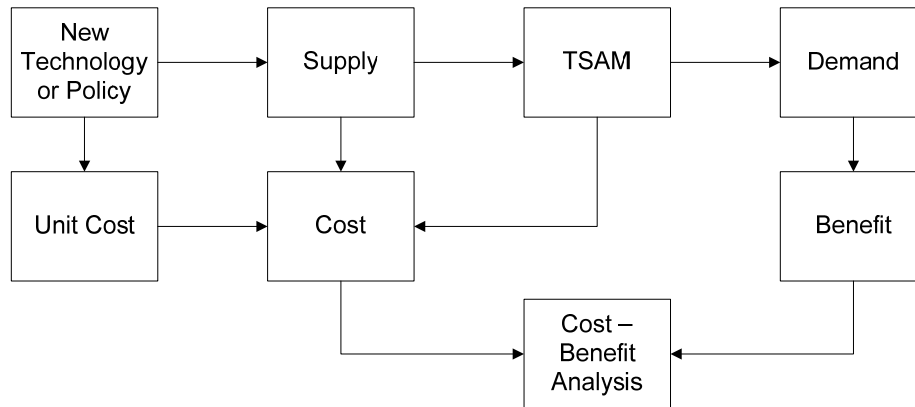 New
Technology
or Policy
Supply
TSAM
Demand
Unit Cost
Cost
Benefit
Cost –
Benefit
Analysis